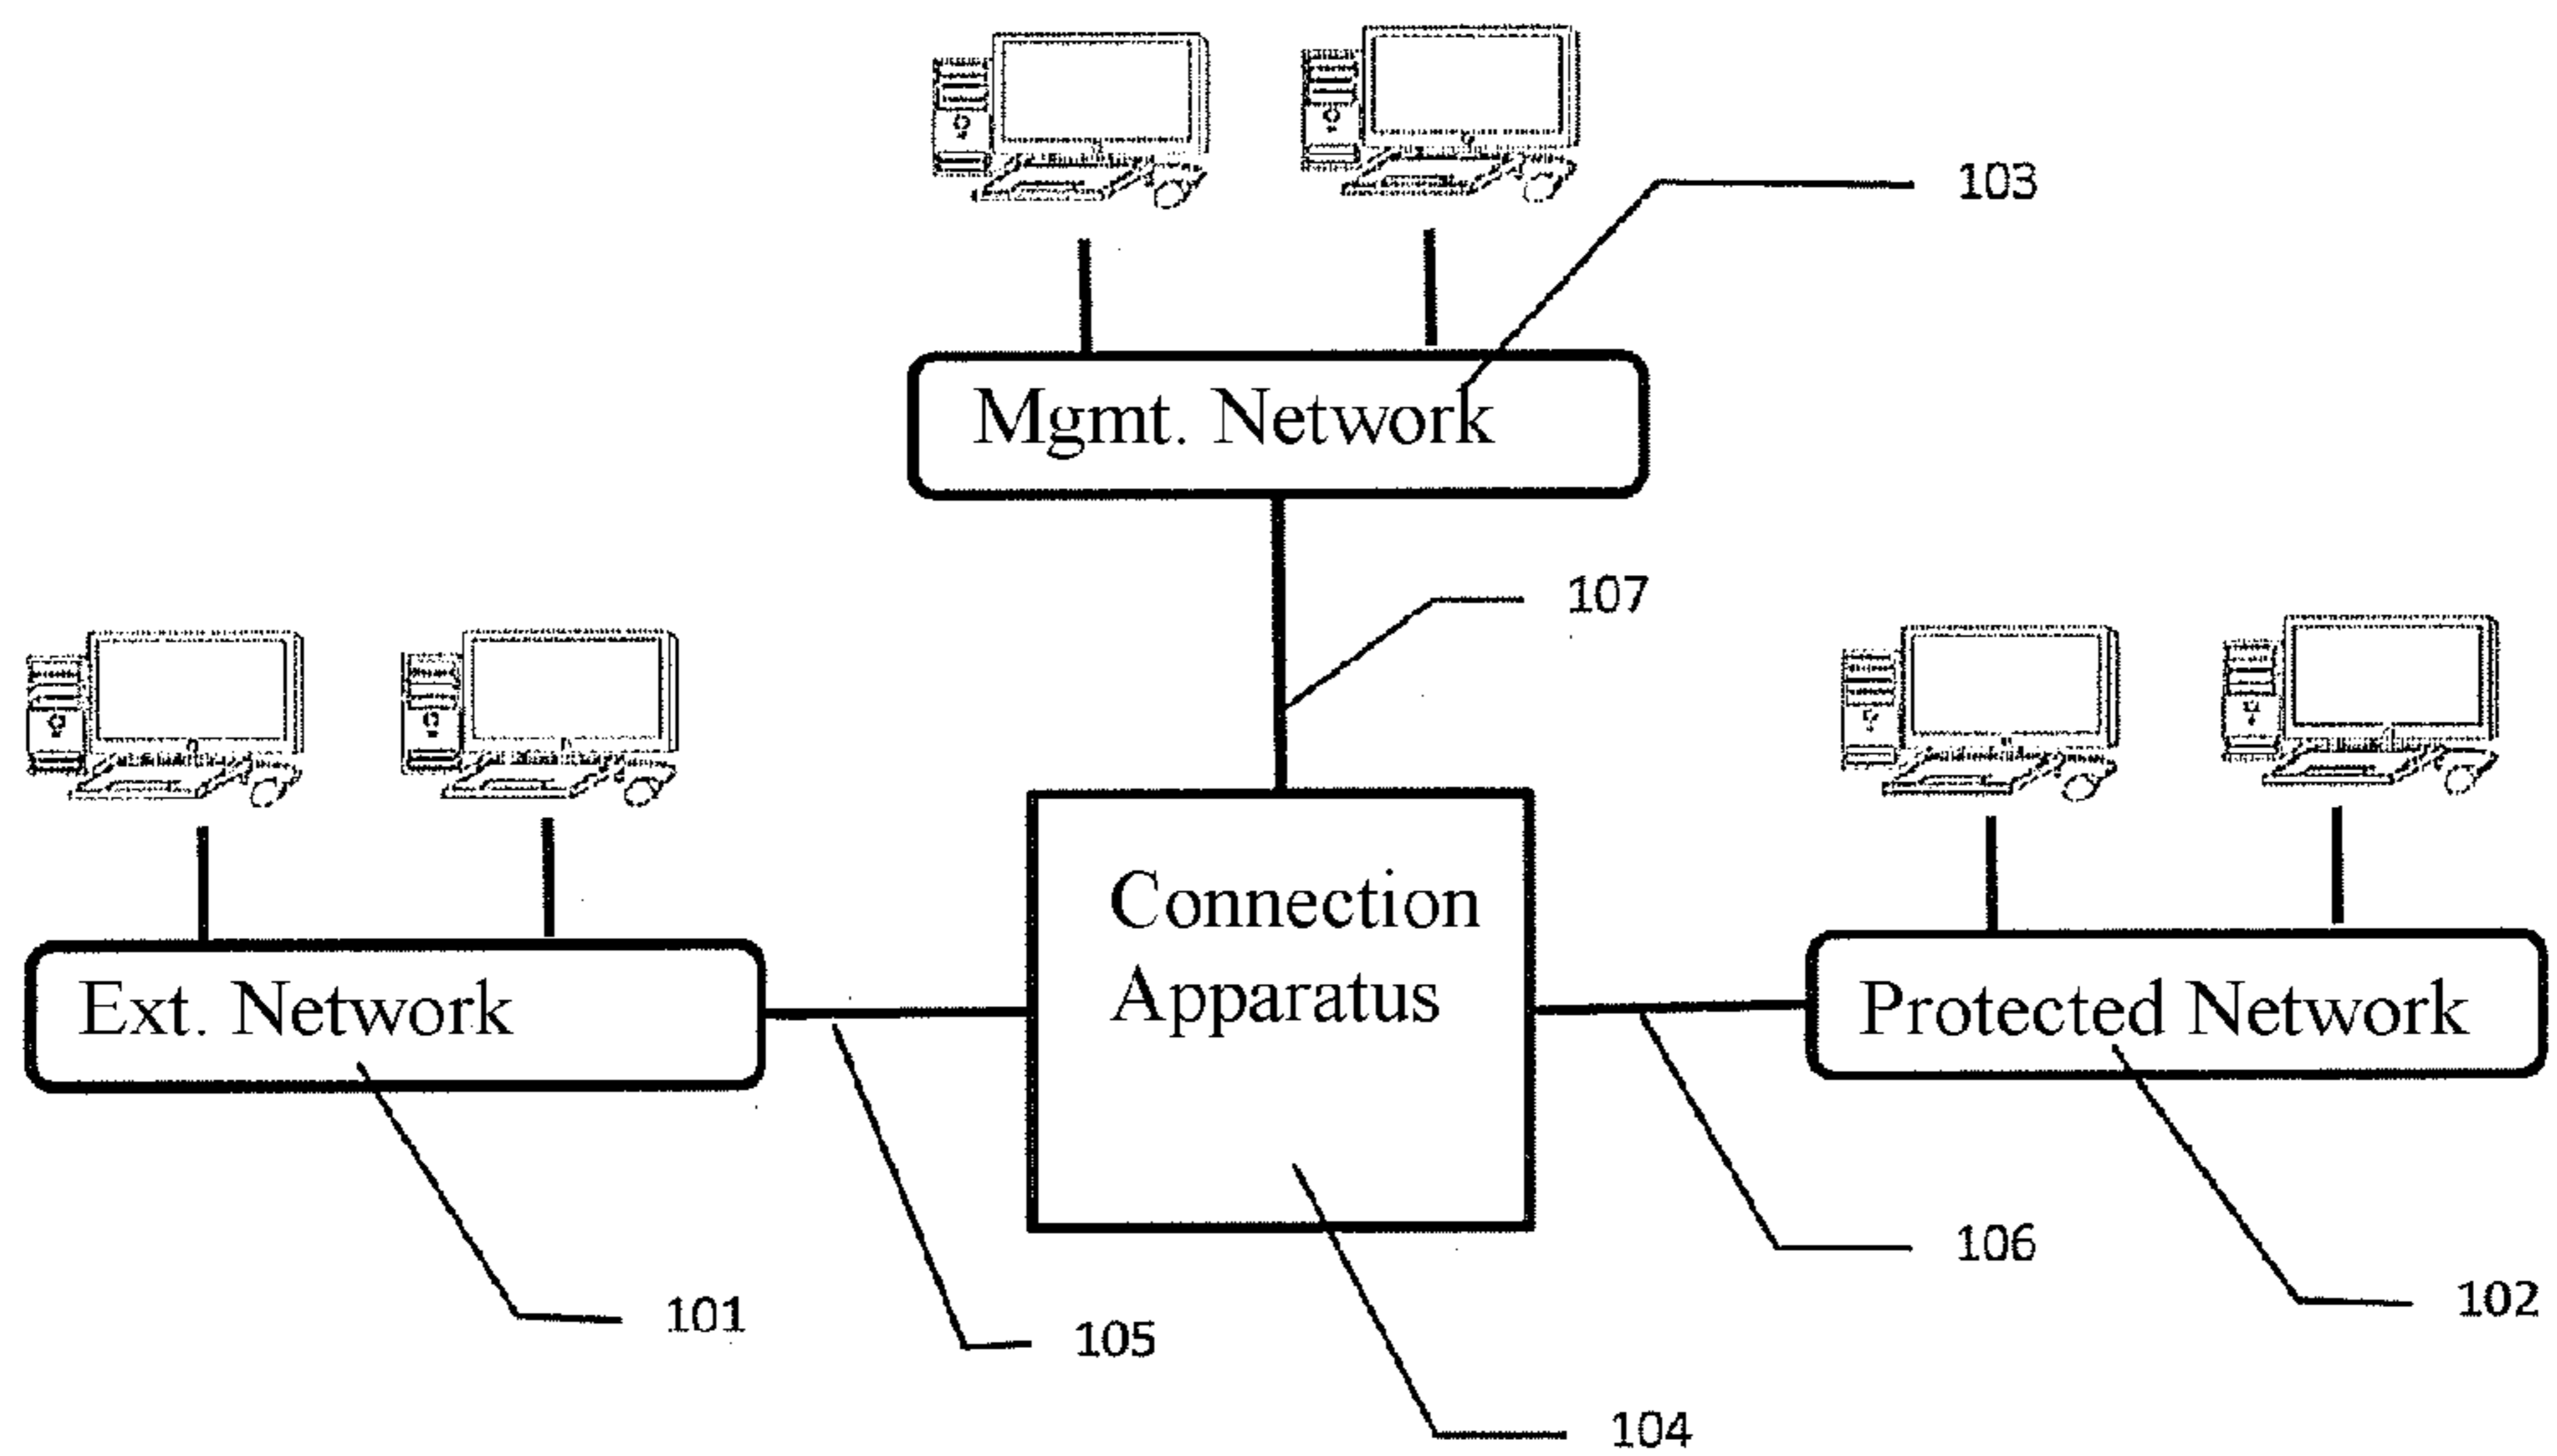 103
Mgmt. Network
107
Connection
Apparatus
Ext. Network
Protected Network
106
102
101
105
104